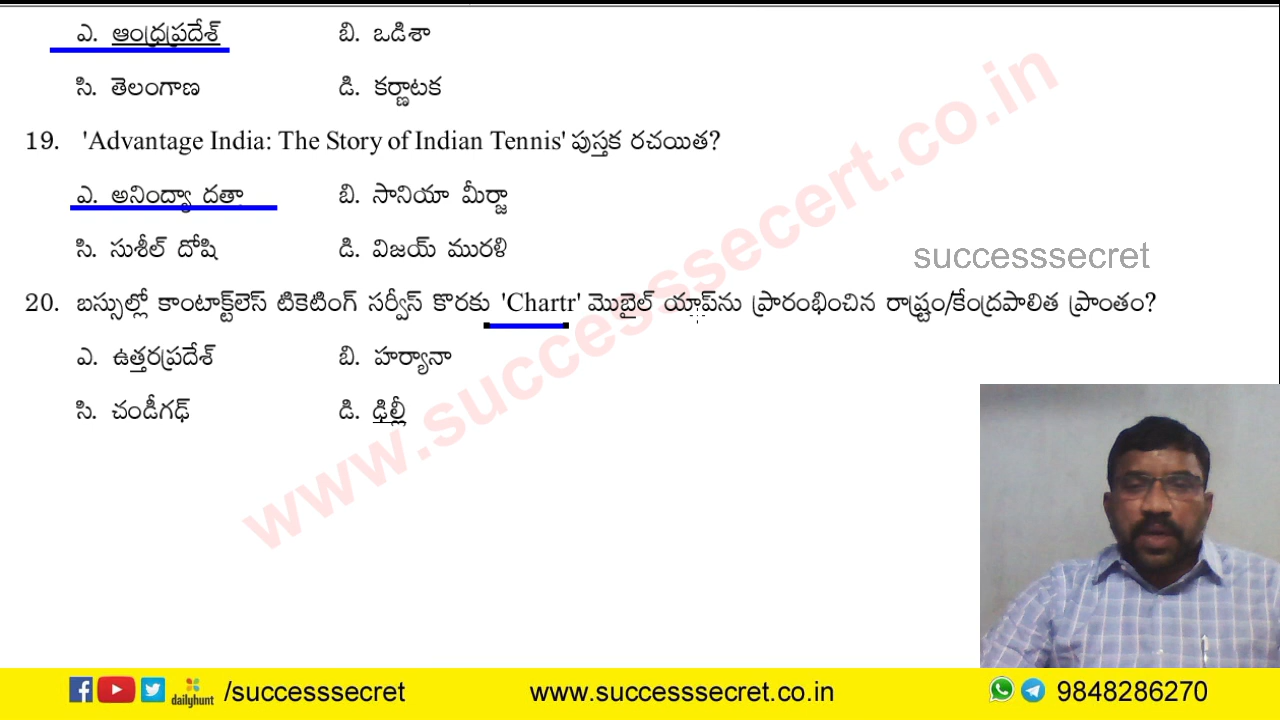 ఎ. ఆంధ్రప్రదేశ్ బి. ఒడిశా
సి. తెలంగాణ డి. కర్ణాటక
19. 'Advantage India: The Story of Indian Tennis' పుస్తక రచయిత?
ఎ. అనింద్యా దత్తా బి. సానియా మీర్జా
సి. సుశీల్ దోషి డి. విజయ్ మురళి
successsecret
20. బస్సుల్లో కాంటాక్ట్‌లెస్ టికెటింగ్ సర్వీస్ కొరకు 'Chartr' మొబైల్ యాప్‌ను ప్రారంభించిన రాష్ట్రం/కేంద్రపాలిత ప్రాంతం?
ఎ. ఉత్తరప్రదేశ్ బి. హర్యానా
సి. చండీగఢ్ డి. ఢిల్లీ
www.successsecert.co.in
dailyhunt /successsecret www.successsecret.co.in 9848286270